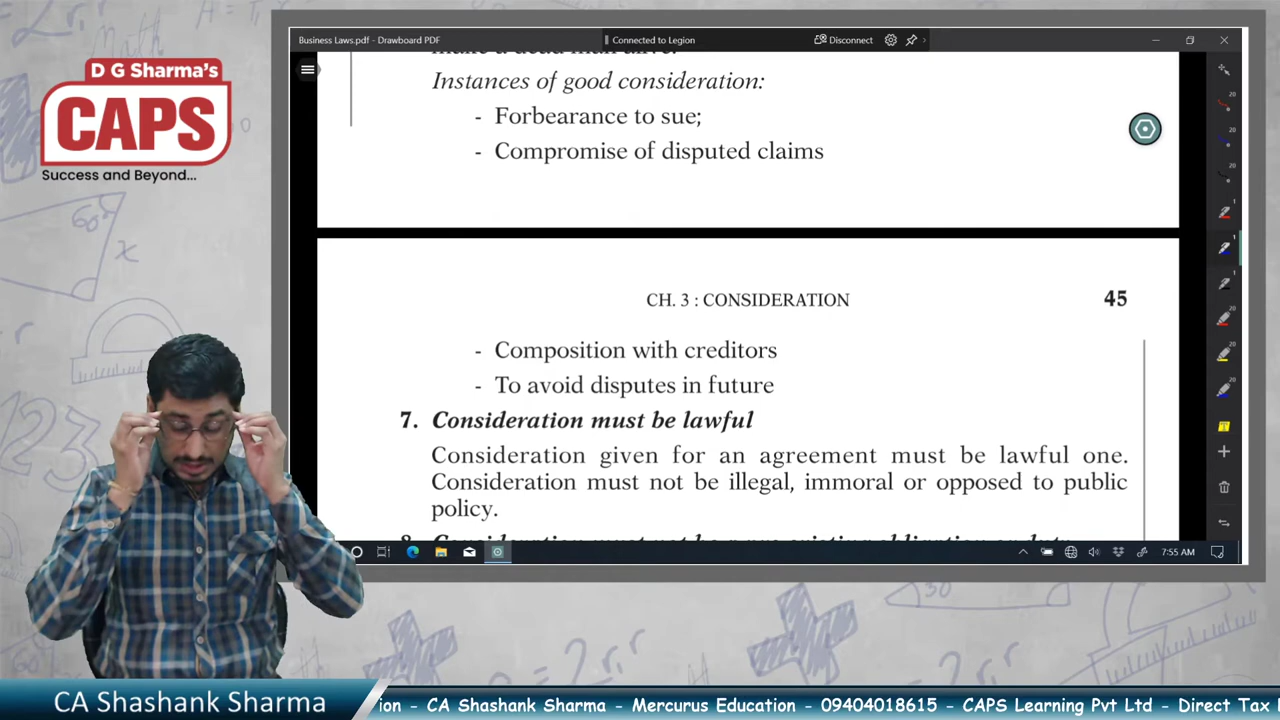 D G Sharma's
CAPS
Success and Beyond...
Business Laws.pdf - Drawboard PDF
Connected to Legion
Disconnect
Instances of good consideration:
- Forbearance to sue;
- Compromise of disputed claims
CH. 3 : CONSIDERATION 45
- Composition with creditors
- To avoid disputes in future
7. Consideration must be lawful
Consideration given for an agreement must be lawful one.
Consideration must not be illegal, immoral or opposed to public
policy.
7:55 AM
CA Shashank Sharma
ion - CA Shashank Sharma - Mercurus Education - 09404018615 - CAPS Learning Pvt Ltd - Direct Tax